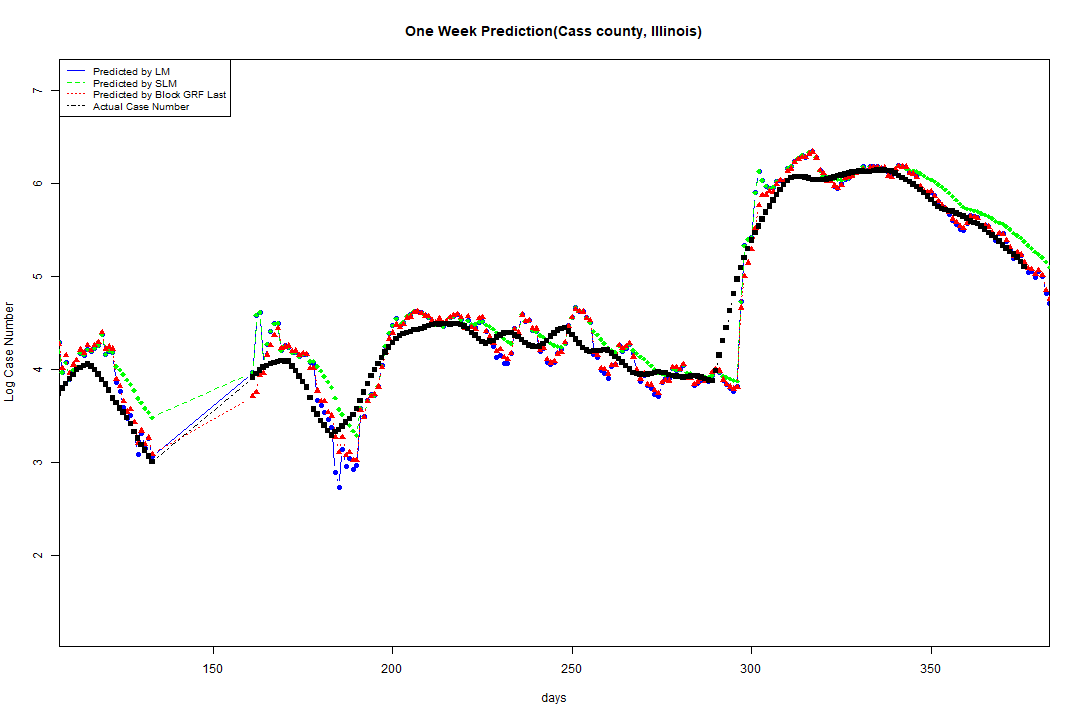 One Week Prediction(Cass county, Illinois)
Predicted by LM
Predicted by SLM
Predicted by Block GRF Last
Actual Case Number
7
6
5
4
3
2
Log Case Number
150 200 250 300 350
days